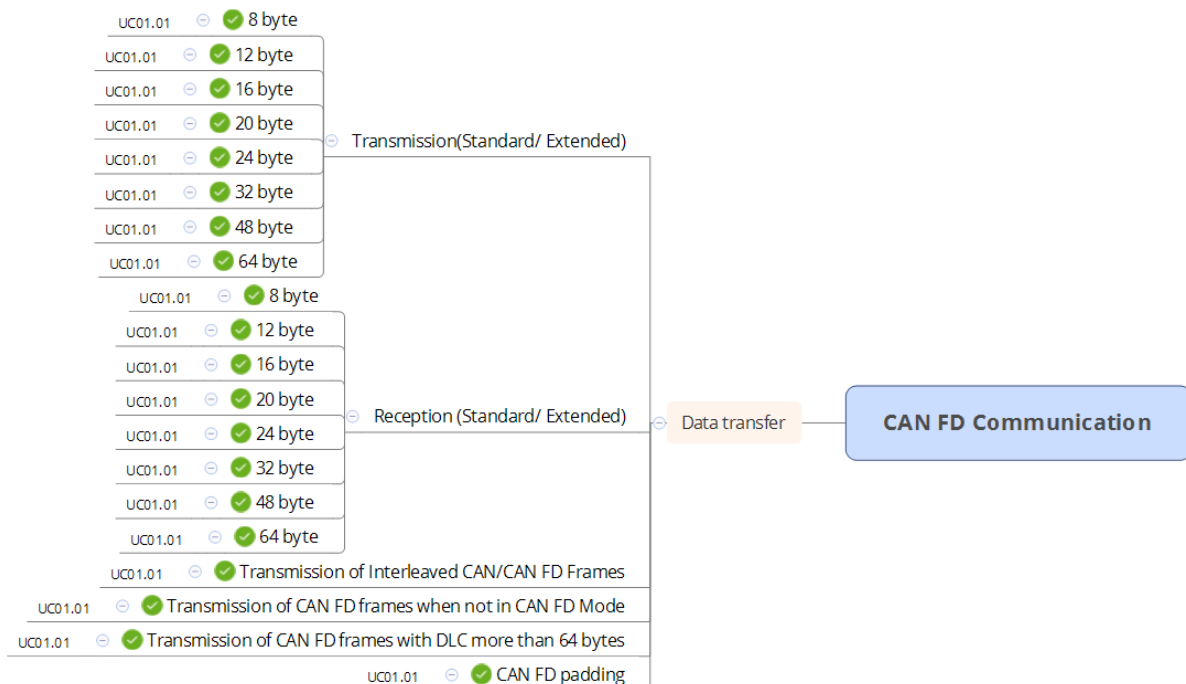 UC01.01 8 byte
UC01.01 12 byte
UC01.01 16 byte
UC01.01 20 byte
Transmission(Standard/ Extended)
UC01.01 24 byte
UC01.01 32 byte
UC01.01 48 byte
UC01.01 64 byte
UC01.01 8 byte
UC01.01 12 byte
UC01.01 16 byte
UC01.01 20 byte
Reception (Standard/ Extended)
Data transfer
CAN FD Communication
UC01.01 24 byte
UC01.01 32 byte
UC01.01 48 byte
UC01.01 64 byte
UC01.01 Transmission of Interleaved CAN/CAN FD Frames
UC01.01 Transmission of CAN FD frames when not in CAN FD Mode
UC01.01 Transmission of CAN FD frames with DLC more than 64 bytes
UC01.01 CAN FD padding